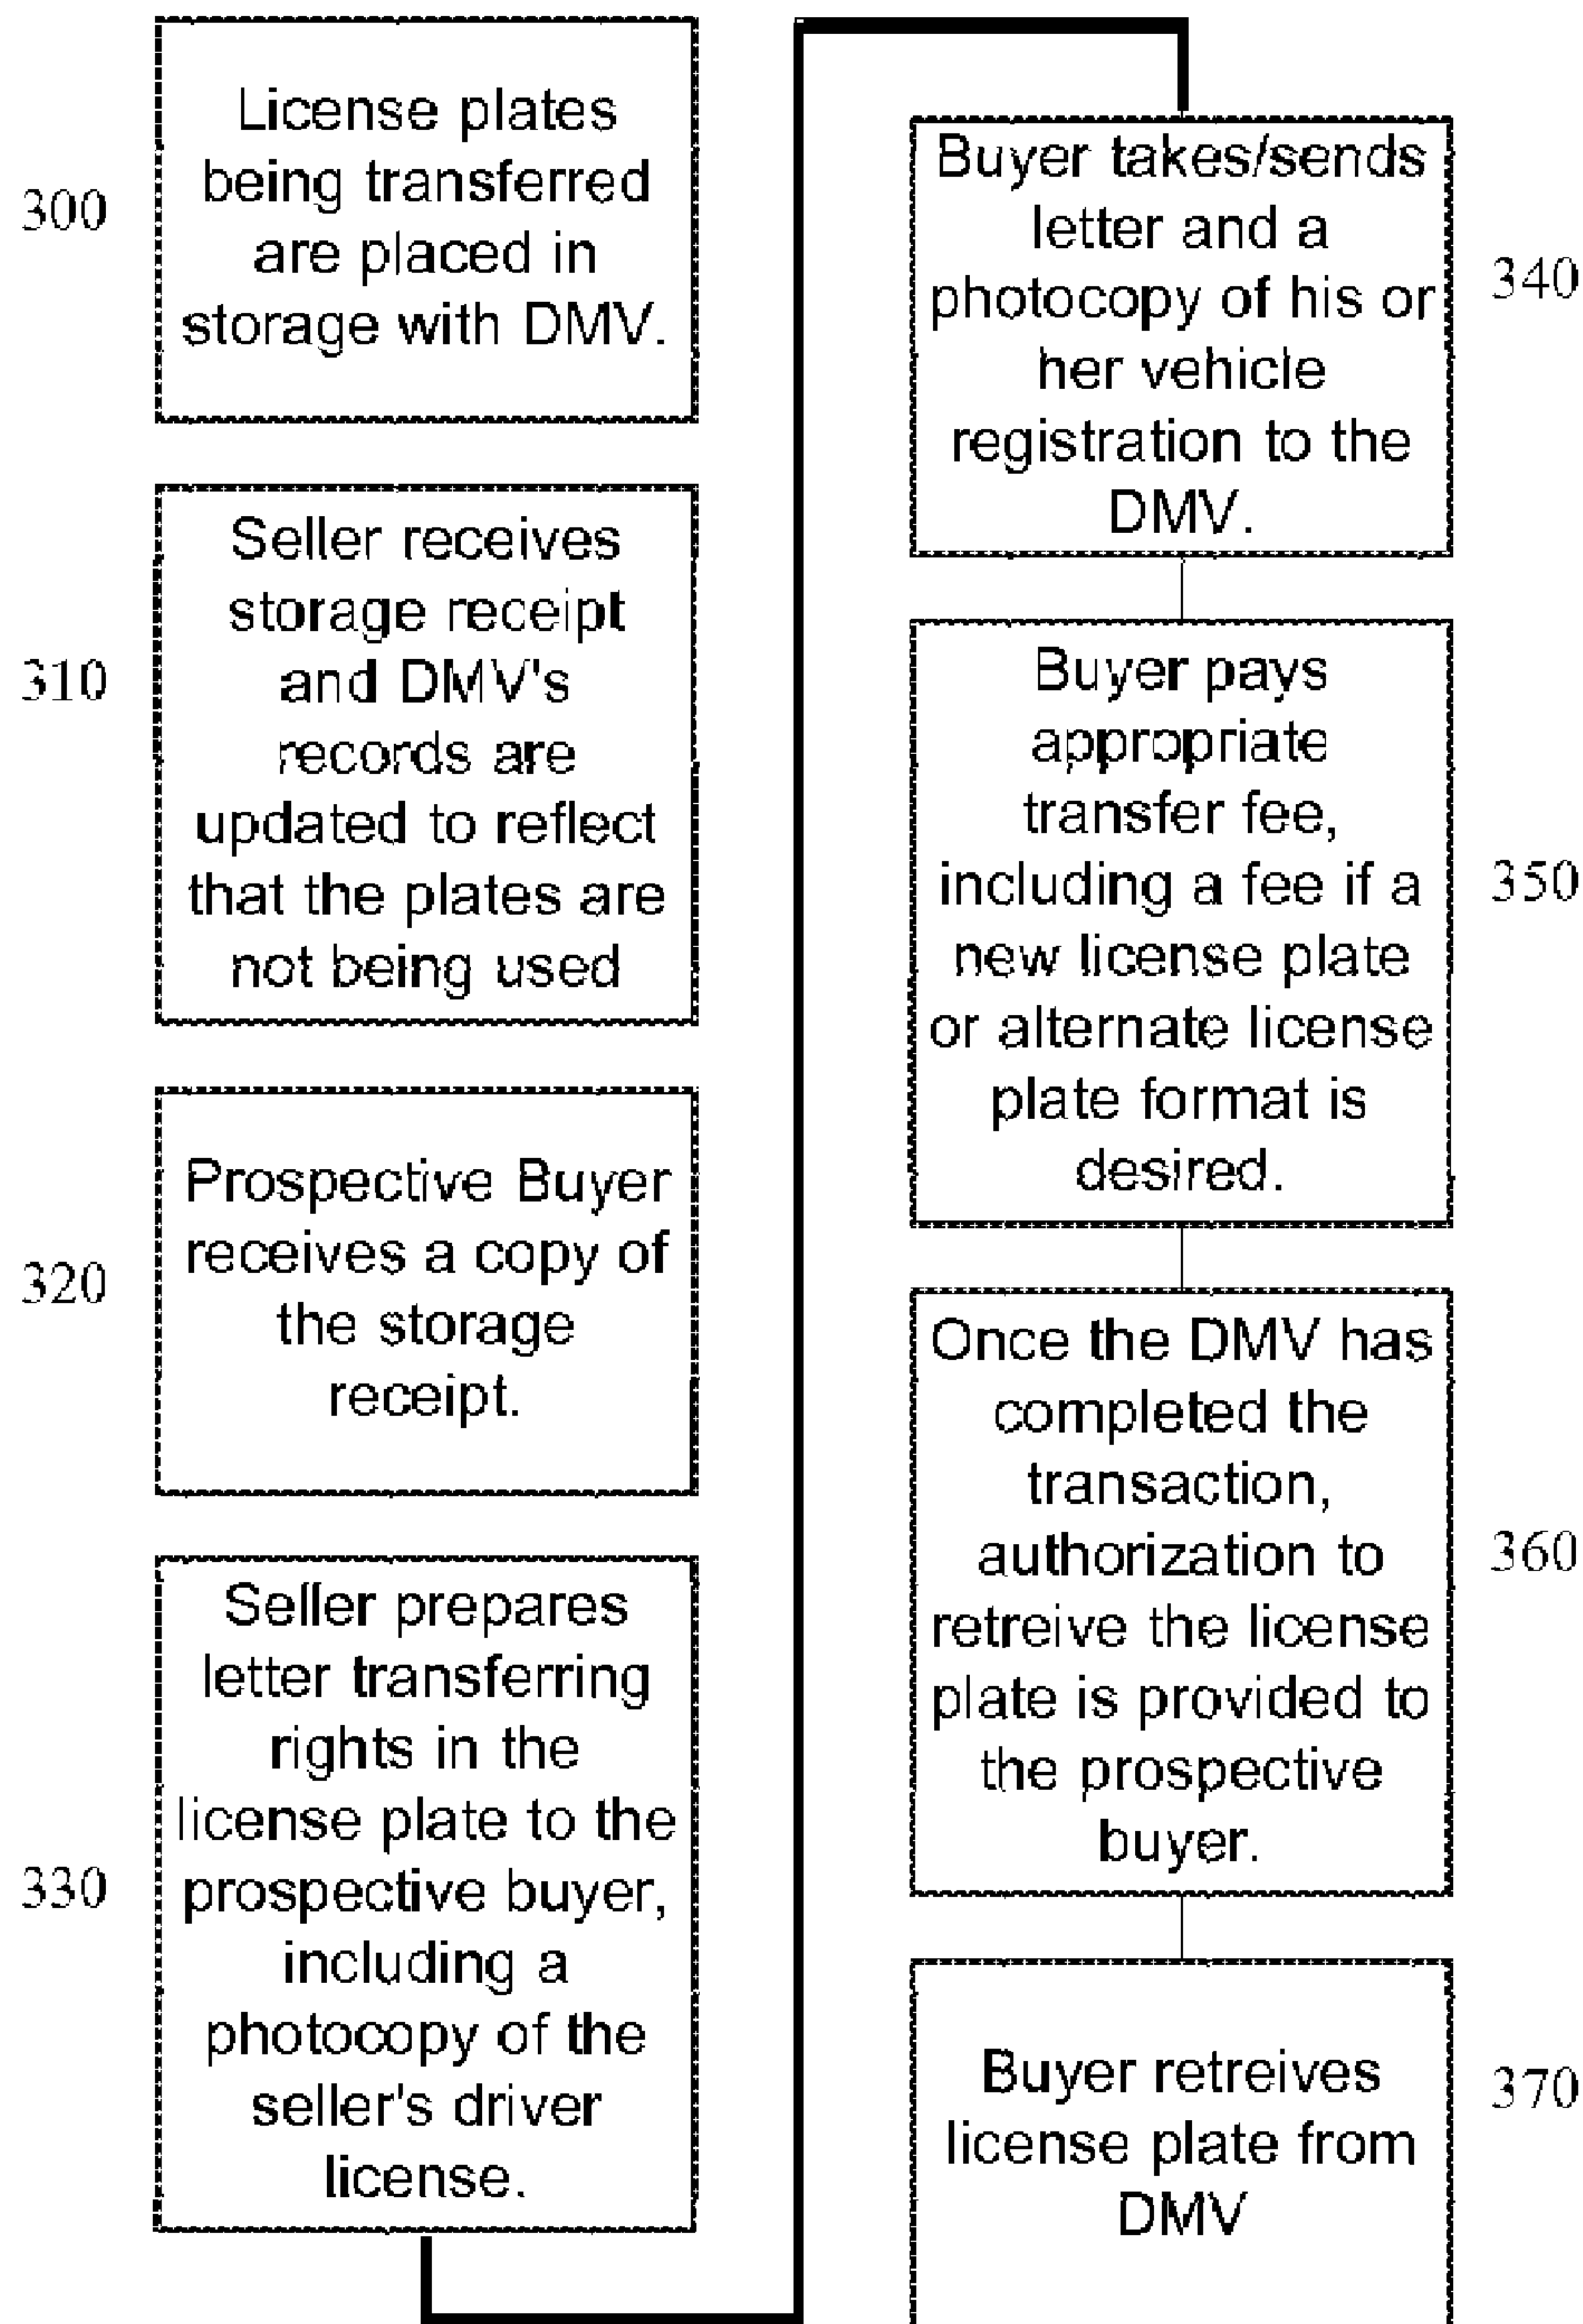 300
License plates
being transferred
are placed in
storage with DMV.
310
Seller receives
storage receipt
and DMV's
records are
updated to reflect
that the plates are
not being used
320
Prospective Buyer
receives a copy of
the storage
receipt.
330
Seller prepares
letter transferring
rights in the
license plate to the
prospective buyer,
including a
photocopy of the
seller's driver
license.
340
Buyer takes/sends
letter and a
photocopy of his or
her vehicle
registration to the
DMV.
350
Buyer pays
appropriate
transfer fee,
including a fee if a
new license plate
or alternate license
plate format is
desired.
360
Once the DMV has
completed the
transaction,
authorization to
retreive the license
plate is provided to
the prospective
buyer.
370
Buyer retreives
license plate from
DMV